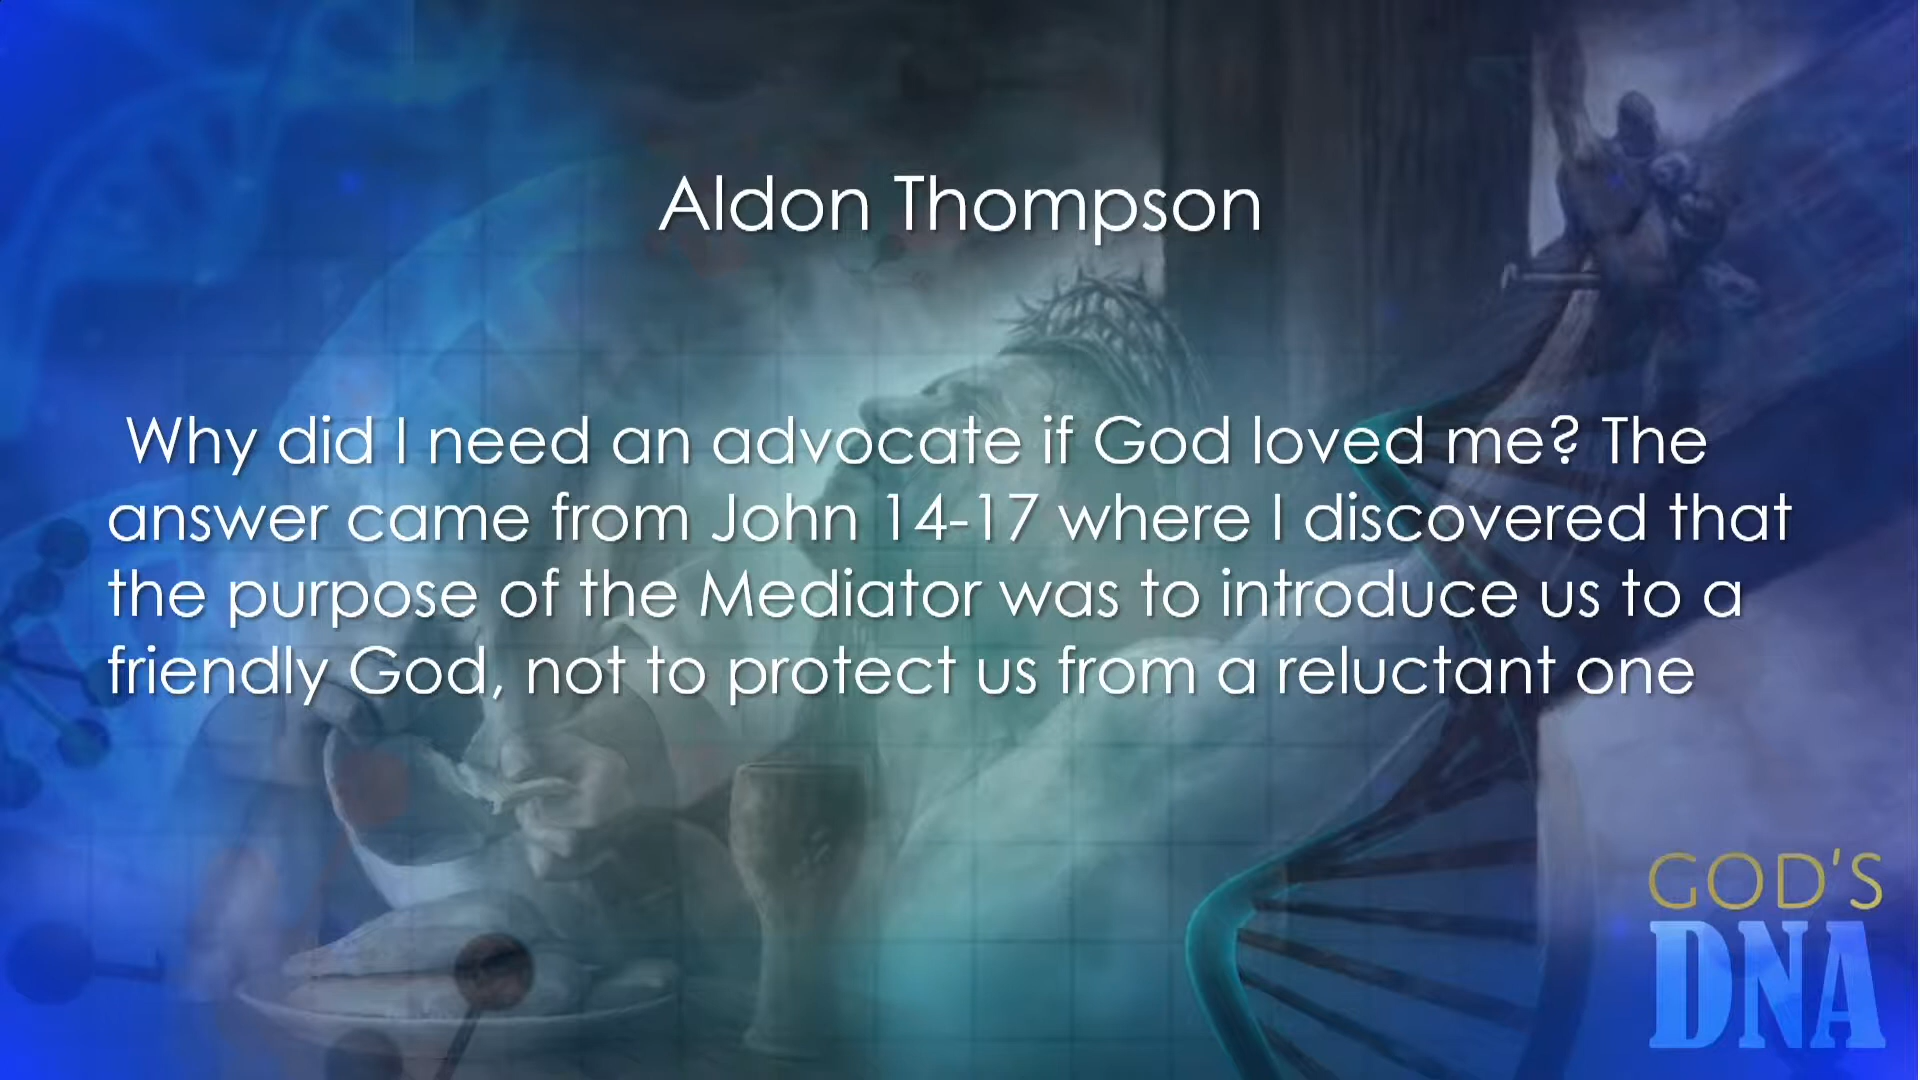 Aldon Thompson
Why did I need an advocate if God loved me? The
answer came from John 14-17 where I discovered that
the purpose of the Mediator was to introduce us to a
friendly God, not to protect us from a reluctant one
GOD'S
DNA